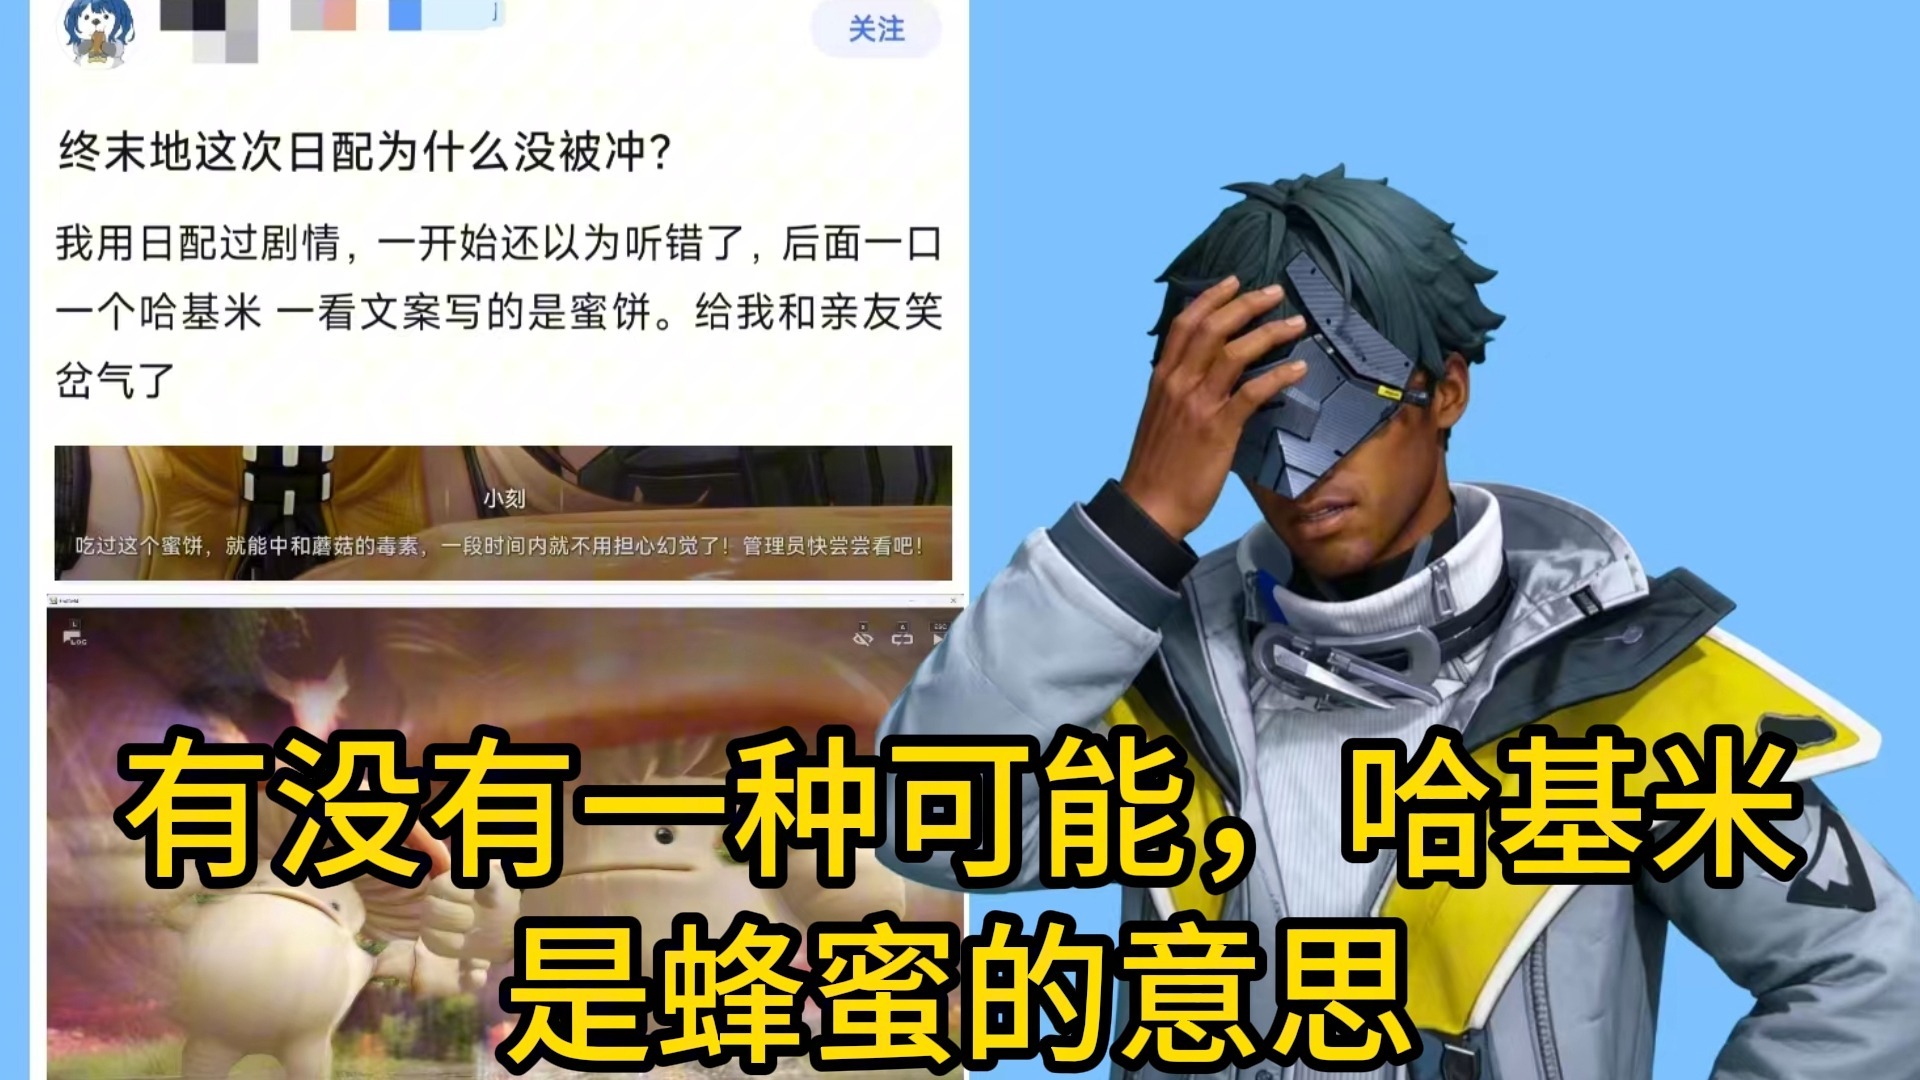 关注
终末地这次日配为什么没被冲?
我用日配过剧情，一开始还以为听错了，后面一口
一个哈基米 一看文案写的是蜜饼。给我和亲友笑
岔气了
小刻
吃过这个蜜饼，就能中和蘑菇的毒素，一段时间内就不用担心幻觉了！管理员快尝尝看吧！
有没有一种可能，哈基米
是蜂蜜的意思